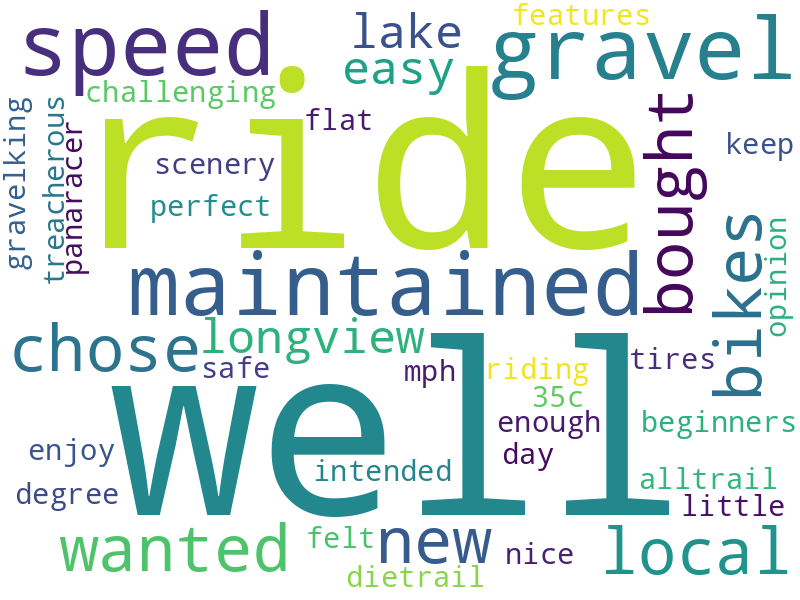 features
speed
lake
gravel
easy
challenging
ride
flat
gravelking
treacherous
panaracer
scenery
bought
keep
perfect
maintained
bikes
opinion
chose
longview
safe
mph
riding
tires
well
35c
enough
beginners
enjoy
day
intended
alltrail
degree
little
wanted
felt
new
nice
local
dietrail